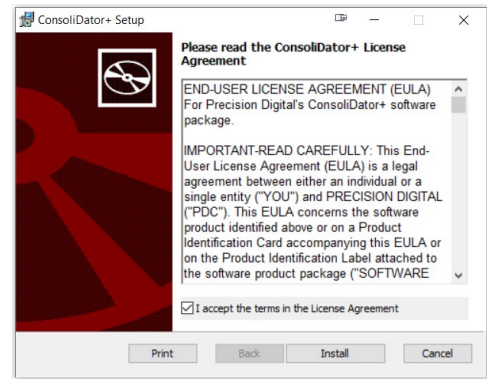 ConsoliDator+ Setup
Please read the ConsoliDator+ License
Agreement
END-USER LICENSE AGREEMENT (EULA)
For Precision Digital's ConsoliDator+ software
package.
IMPORTANT-READ CAREFULLY: This End-
User License Agreement (EULA) is a legal
agreement between either an individual or a
single entity ("YOU") and PRECISION DIGITAL
("PDC"). This EULA concerns the software
product identified above or on a Product
Identification Card accompanying this EULA or
on the Product Identification Label attached to
the software product package ("SOFTWARE
I accept the terms in the License Agreement
Print Back Install Cancel